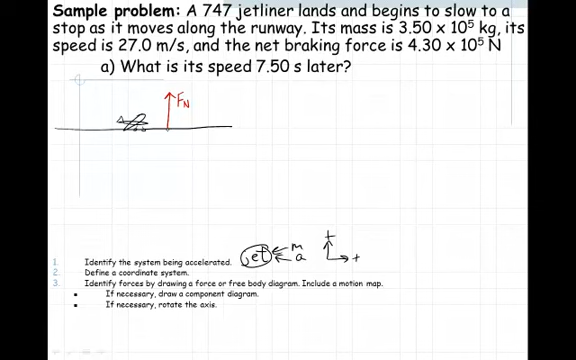 Sample problem: A 747 jetliner lands and begins to slow to a
stop as it moves along the runway. Its mass is 3.50 x 10⁵ kg, its
speed is 27.0 m/s, and the net braking force is 4.30 x 10⁵ N
a) What is its speed 7.50 s later?
FN
+
m
jet
a
+
1. Identify the system being accelerated.
2. Define a coordinate system.
3. Identify forces by drawing a force or free body diagram. Include a motion map.
• If necessary, draw a component diagram.
• If necessary, rotate the axis.